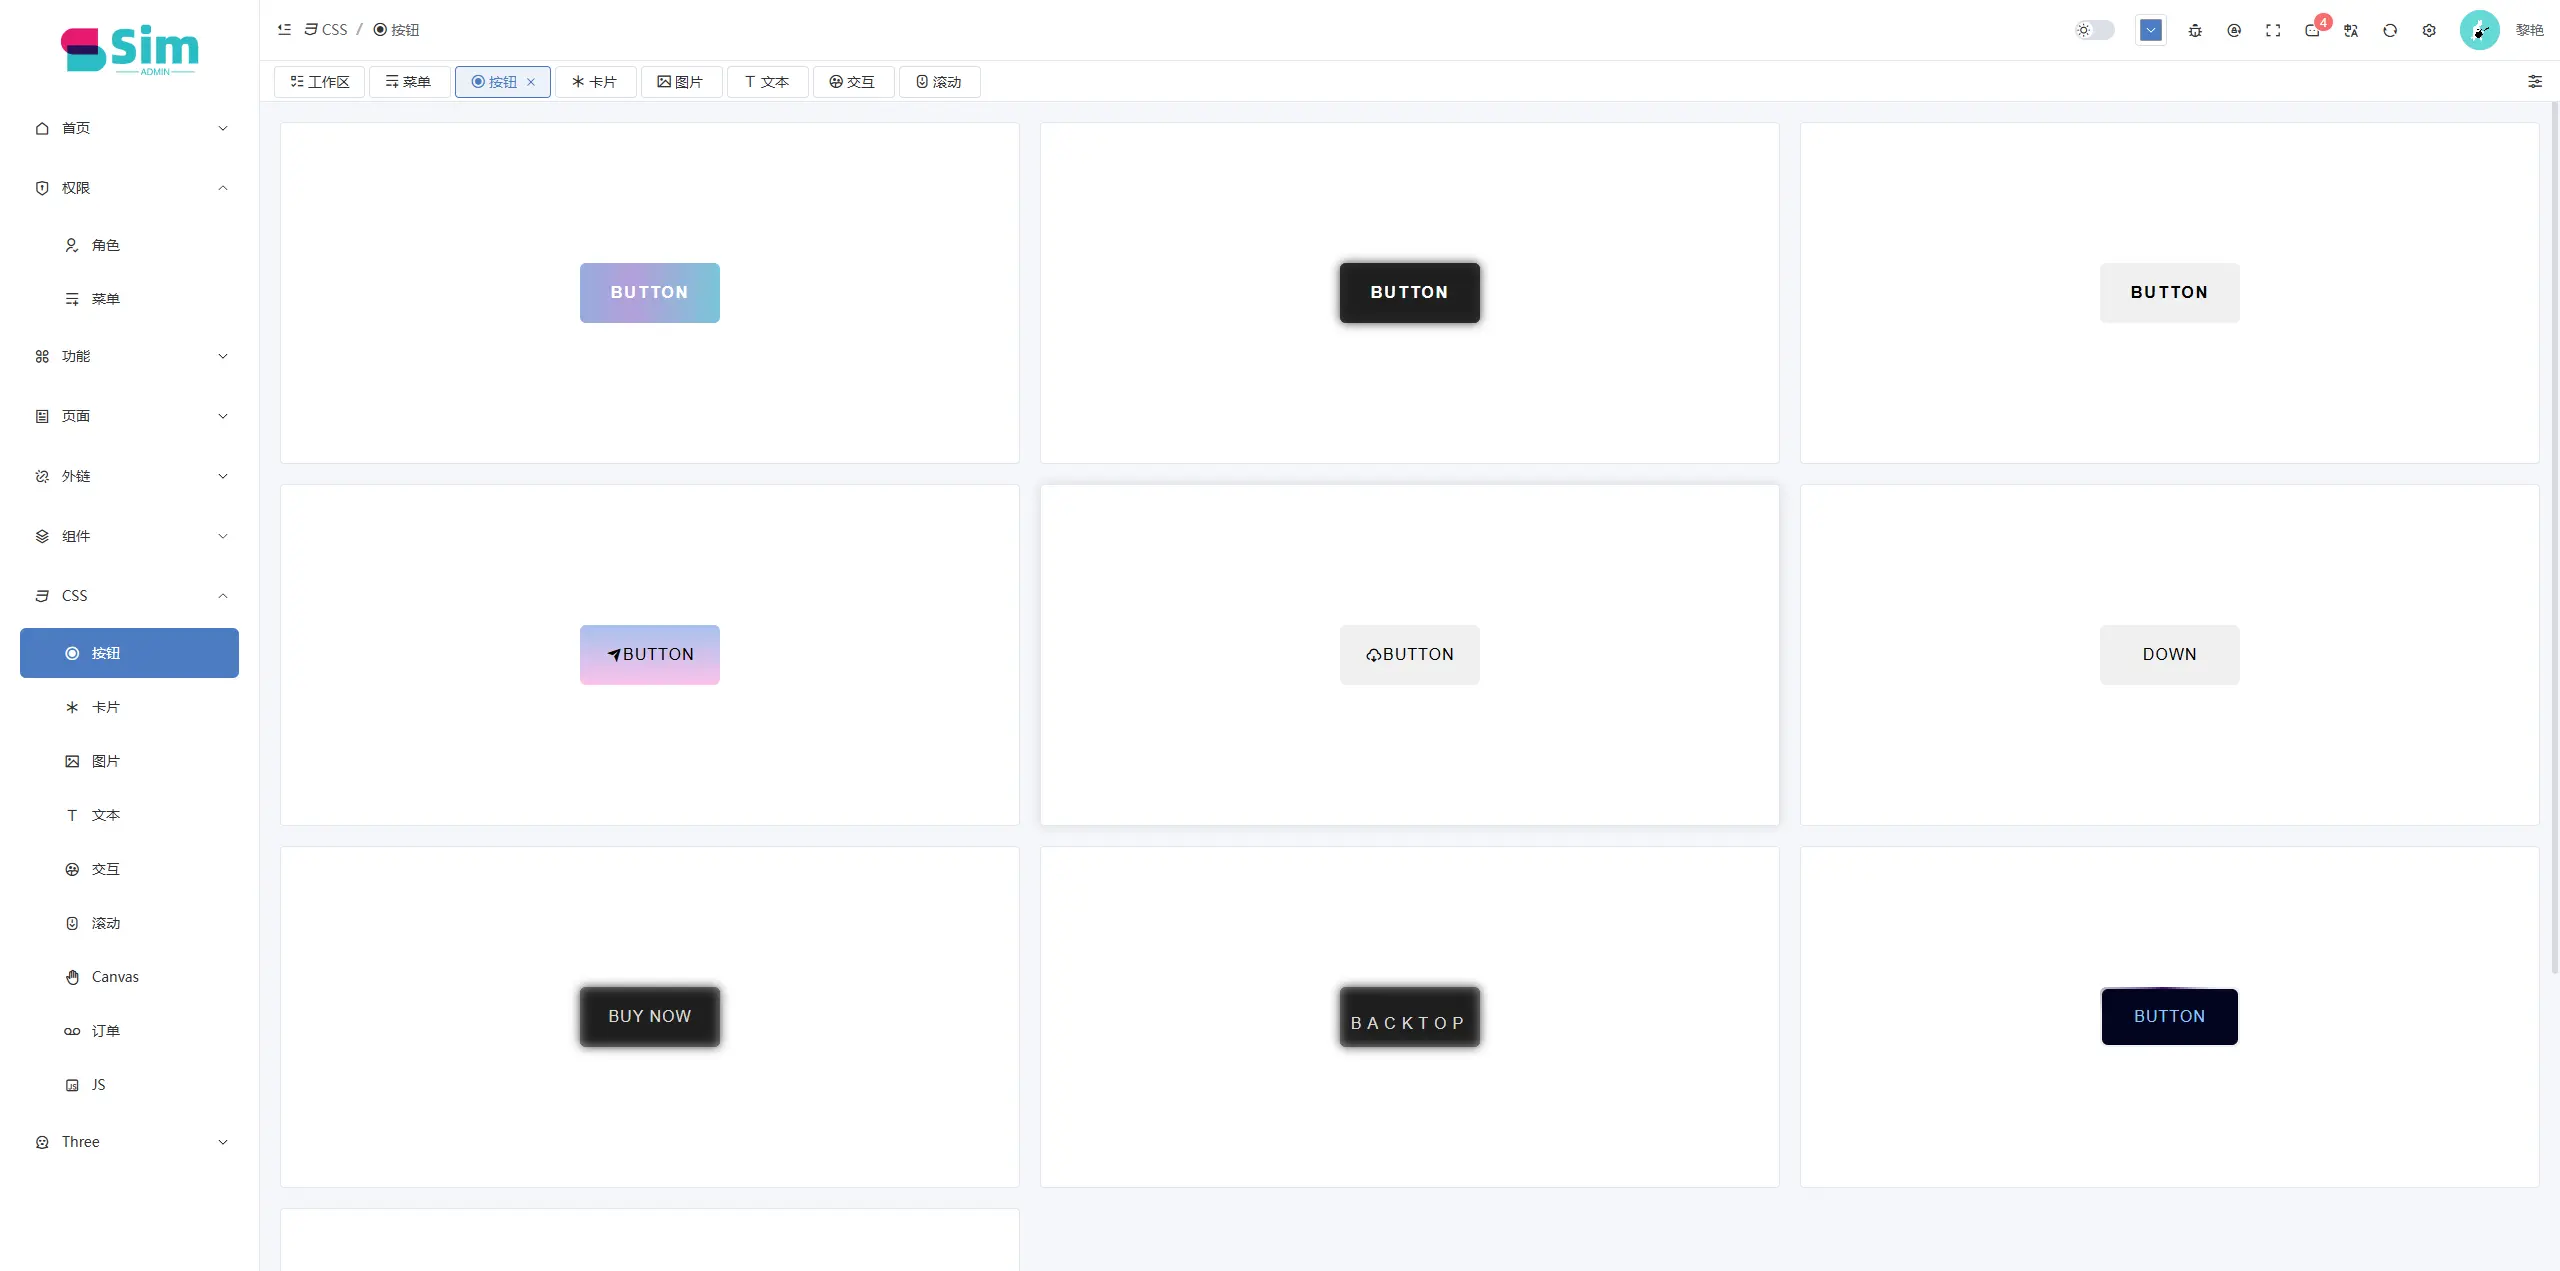 Sim
ADMIN
首页
权限
角色
菜单
功能
页面
外链
组件
CSS
按钮
卡片
图片
文本
交互
滚动
Canvas
订单
JS
Three
CSS / 按钮
4
黎艳
工作区 菜单 按钮 × 卡片 图片 T 文本 交互 滚动
BUTTON
BUTTON
BUTTON
BUTTON
BUTTON
DOWN
BUY NOW
BACKTOP
BUTTON